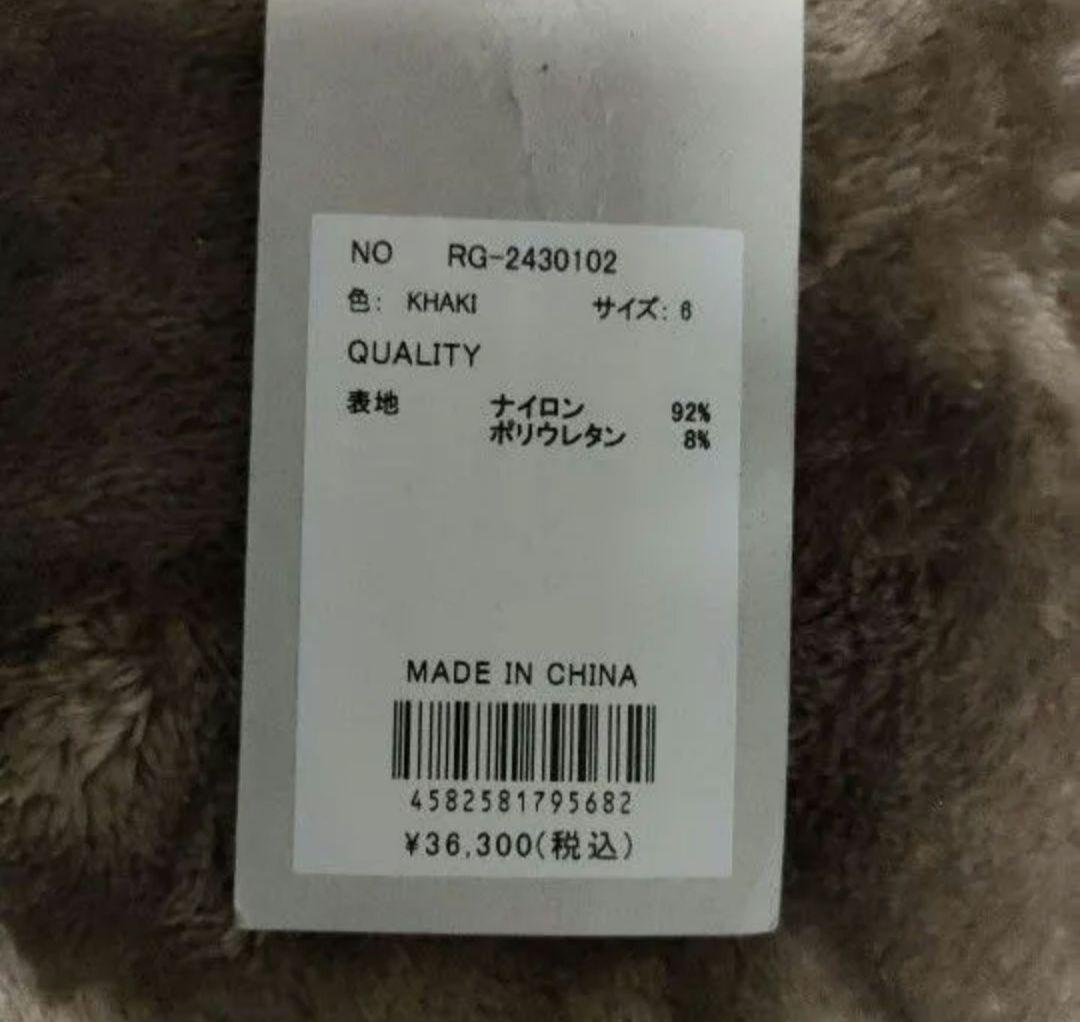 NO RG-2430102
色: KHAKI サイズ: 6
QUALITY
表地 ナイロン 92%
ポリウレタン 8%
MADE IN CHINA
4582581795682
¥36,300(税込)